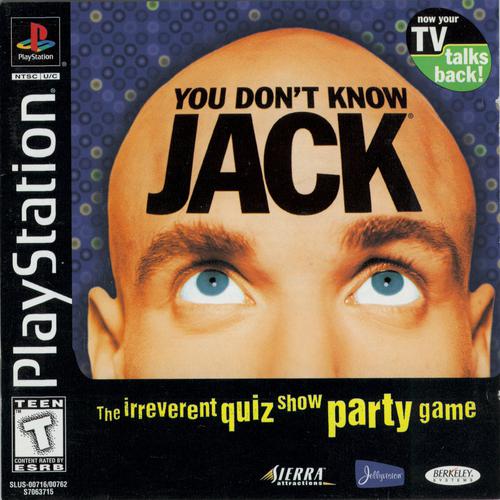 PlayStation
NTSC U/C
PlayStation
now your
TV
talks
back!
YOU DON'T KNOW
JACK®
The irreverent quiz show party game
TEEN
T
CONTENT RATED BY
ESRB
SLUS-00716/00762
S7063715
SIERRA
attractions
Jellyvision
BERKELEY
SYSTEMS